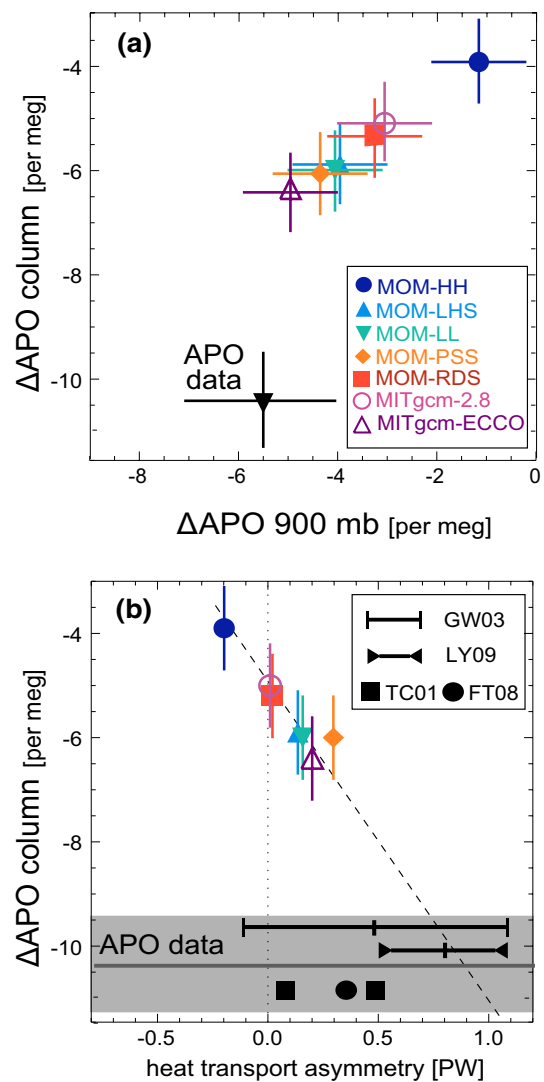 (a)
-4
-6
-8
-10
ΔAPO column [per meg]
APO
data
MOM-HH
MOM-LHS
MOM-LL
MOM-PSS
MOM-RDS
MITgcm-2.8
MITgcm-ECCO
-8 -6 -4 -2 0
ΔAPO 900 mb [per meg]
(b)
-4
-6
-8
-10
ΔAPO column [per meg]
GW03
LY09
TC01 FT08
APO data
-0.5 0.0 0.5 1.0
heat transport asymmetry [PW]